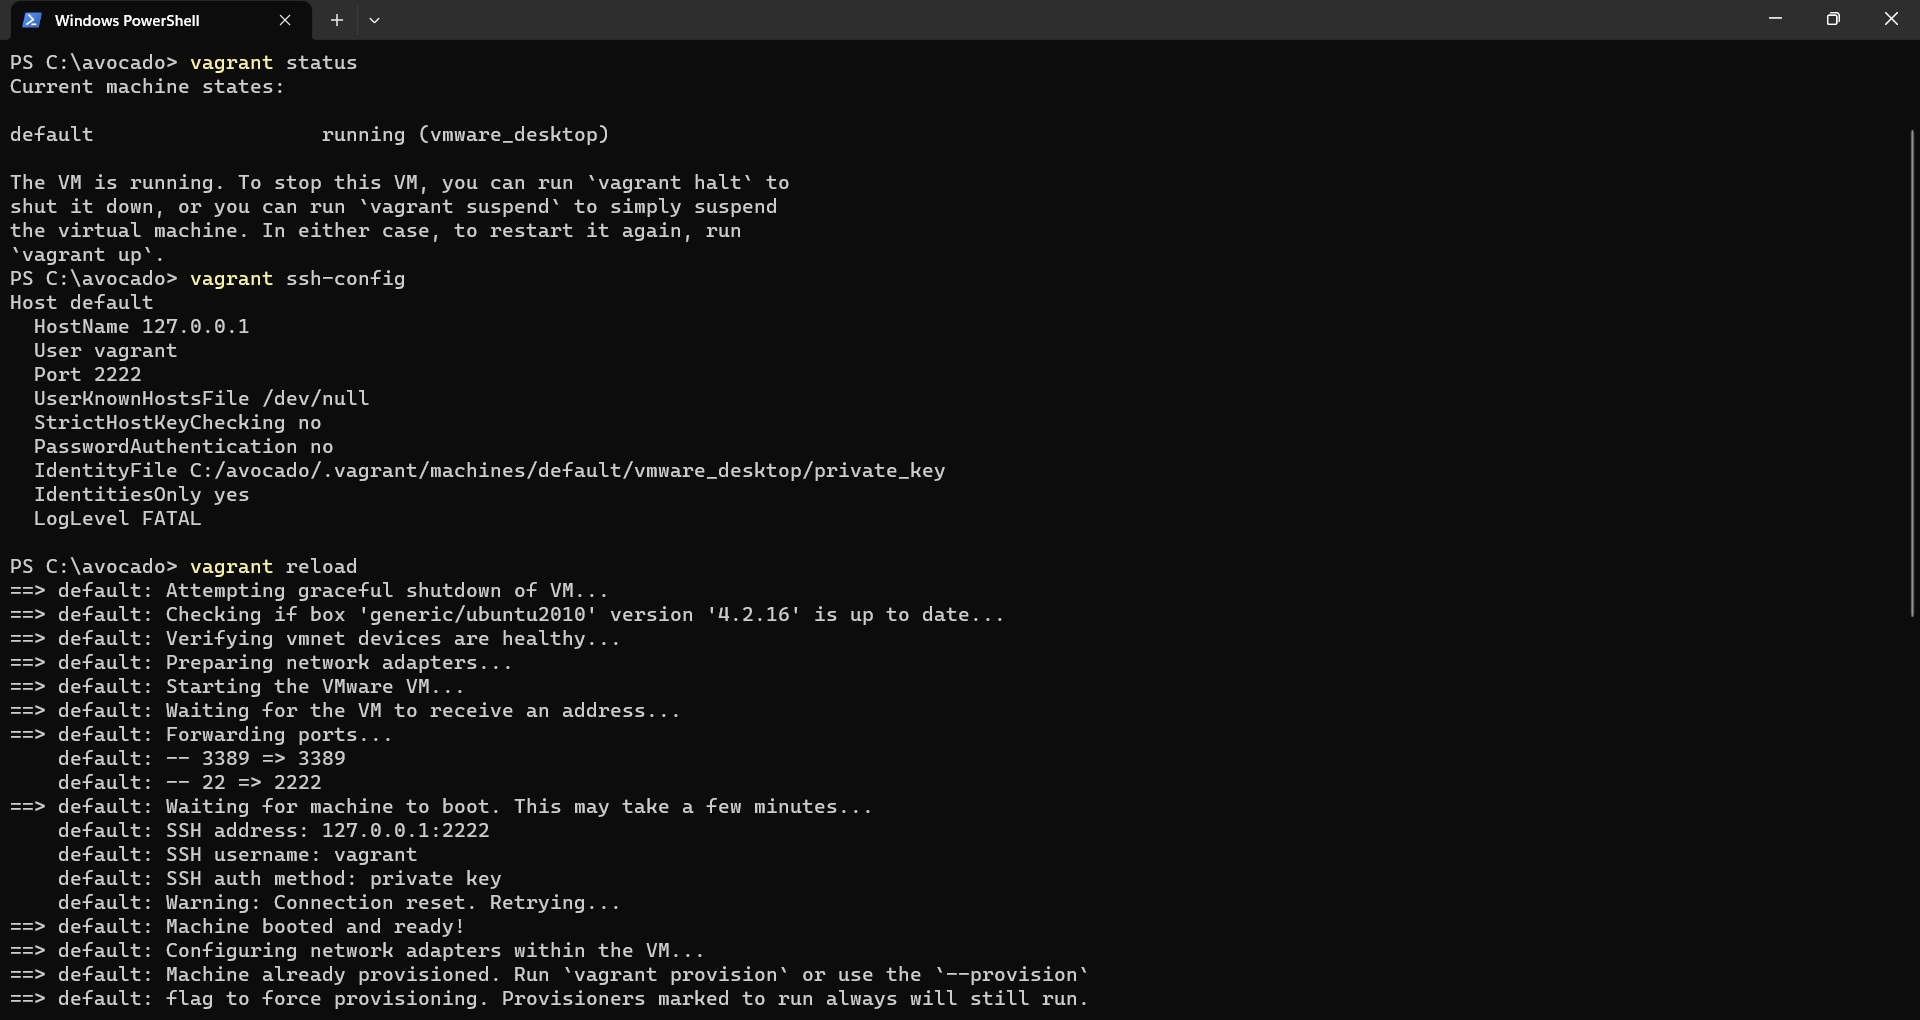 Windows PowerShell
PS C:\avocado> vagrant status
Current machine states:
default                   running (vmware_desktop)
The VM is running. To stop this VM, you can run `vagrant halt` to
shut it down, or you can run `vagrant suspend` to simply suspend
the virtual machine. In either case, to restart it again, run
`vagrant up`.
PS C:\avocado> vagrant ssh-config
Host default
  HostName 127.0.0.1
  User vagrant
  Port 2222
  UserKnownHostsFile /dev/null
  StrictHostKeyChecking no
  PasswordAuthentication no
  IdentityFile C:/avocado/.vagrant/machines/default/vmware_desktop/private_key
  IdentitiesOnly yes
  LogLevel FATAL
PS C:\avocado> vagrant reload
==> default: Attempting graceful shutdown of VM...
==> default: Checking if box 'generic/ubuntu2010' version '4.2.16' is up to date...
==> default: Verifying vmnet devices are healthy...
==> default: Preparing network adapters...
==> default: Starting the VMware VM...
==> default: Waiting for the VM to receive an address...
==> default: Forwarding ports...
    default: -- 3389 => 3389
    default: -- 22 => 2222
==> default: Waiting for machine to boot. This may take a few minutes...
    default: SSH address: 127.0.0.1:2222
    default: SSH username: vagrant
    default: SSH auth method: private key
    default: Warning: Connection reset. Retrying...
==> default: Machine booted and ready!
==> default: Configuring network adapters within the VM...
==> default: Machine already provisioned. Run `vagrant provision` or use the `--provision`
==> default: flag to force provisioning. Provisioners marked to run always will still run.